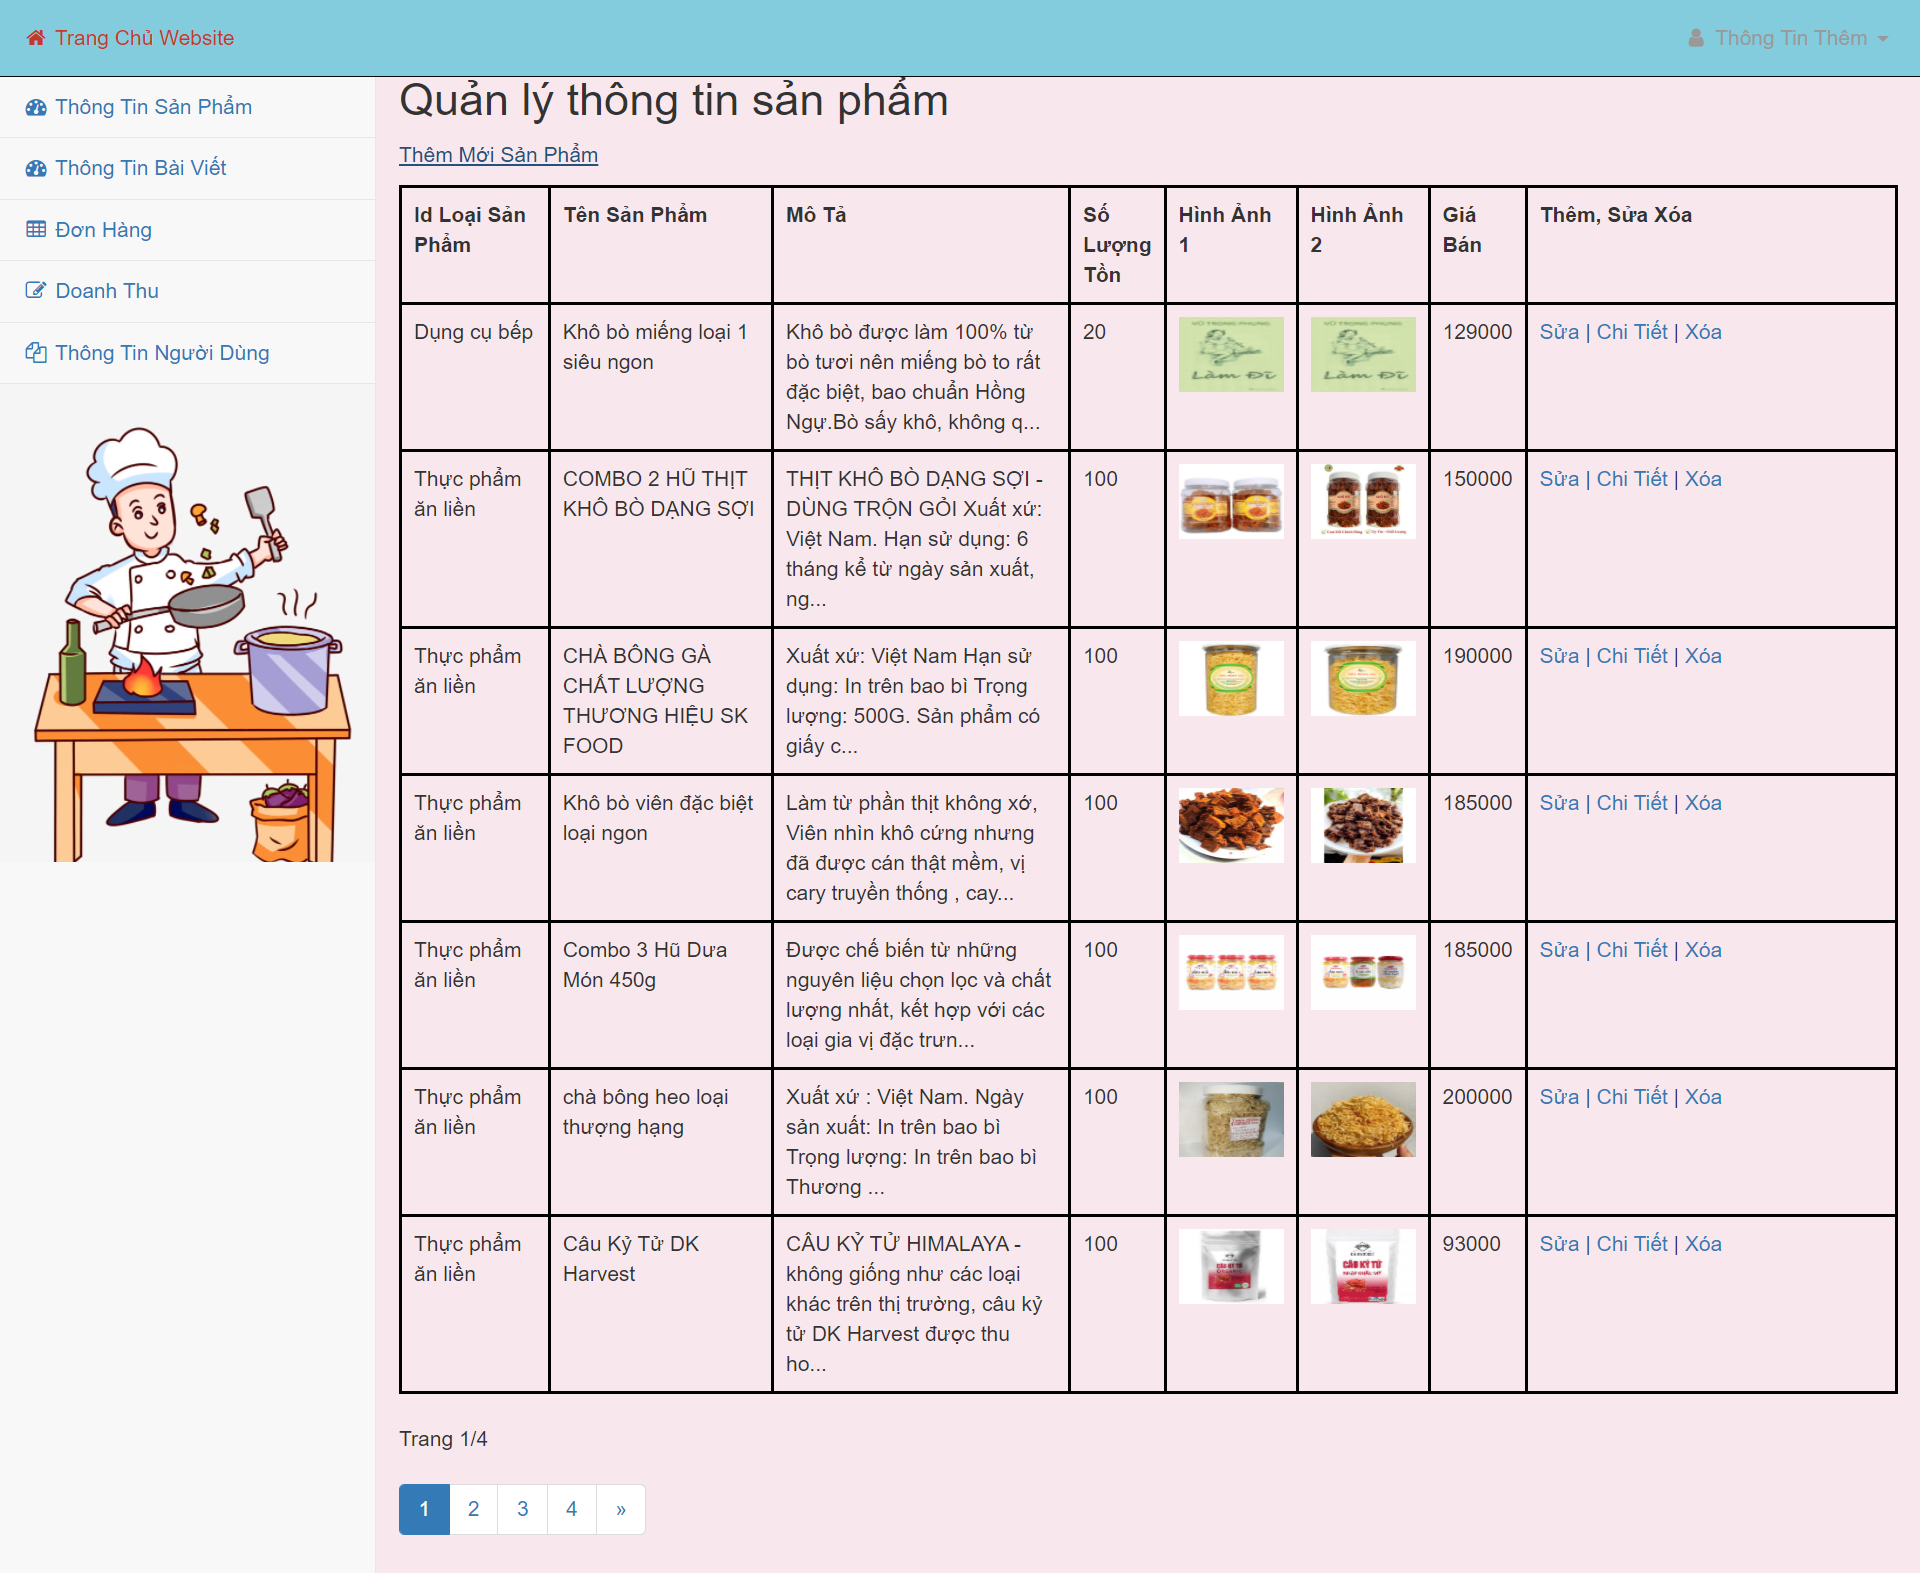 Trang Chủ Website
Thông Tin Thêm
Thông Tin Sản Phẩm
Thông Tin Bài Viết
Đơn Hàng
Doanh Thu
Thông Tin Người Dùng
Quản lý thông tin sản phẩm
Thêm Mới Sản Phẩm
Id Loại Sản
Phẩm
Tên Sản Phẩm
Mô Tả
Số
Lượng
Tồn
Hình Ảnh
1
Hình Ảnh
2
Giá
Bán
Thêm, Sửa Xóa
Dụng cụ bếp
Khô bò miếng loại 1
siêu ngon
Khô bò được làm 100% từ
bò tươi nên miếng bò to rất
đặc biệt, bao chuẩn Hồng
Ngự.Bò sấy khô, không q...
20
VŨ TRỌNG PHỤNG
Làm Đĩ
VŨ TRỌNG PHỤNG
Làm Đĩ
129000
Sửa | Chi Tiết | Xóa
Thực phẩm
ăn liền
COMBO 2 HŨ THỊT
KHÔ BÒ DẠNG SỢI
THỊT KHÔ BÒ DẠNG SỢI -
DÙNG TRỘN GỎI Xuất xứ:
Việt Nam. Hạn sử dụng: 6
tháng kể từ ngày sản xuất,
ng...
100
150000
Sửa | Chi Tiết | Xóa
Thực phẩm
ăn liền
CHÀ BÔNG GÀ
CHẤT LƯỢNG
THƯƠNG HIỆU SK
FOOD
Xuất xứ: Việt Nam Hạn sử
dụng: In trên bao bì Trọng
lượng: 500G. Sản phẩm có
giấy c...
100
190000
Sửa | Chi Tiết | Xóa
Thực phẩm
ăn liền
Khô bò viên đặc biệt
loại ngon
Làm từ phần thịt không xớ,
Viên nhìn khô cứng nhưng
đã được cán thật mềm, vị
cary truyền thống , cay...
100
185000
Sửa | Chi Tiết | Xóa
Thực phẩm
ăn liền
Combo 3 Hũ Dưa
Món 450g
Được chế biến từ những
nguyên liệu chọn lọc và chất
lượng nhất, kết hợp với các
loại gia vị đặc trưn...
100
185000
Sửa | Chi Tiết | Xóa
Thực phẩm
ăn liền
chà bông heo loại
thượng hạng
Xuất xứ : Việt Nam. Ngày
sản xuất: In trên bao bì
Trọng lượng: In trên bao bì
Thương ...
100
200000
Sửa | Chi Tiết | Xóa
Thực phẩm
ăn liền
Câu Kỷ Tử DK
Harvest
CÂU KỶ TỬ HIMALAYA -
không giống như các loại
khác trên thị trường, câu kỷ
tử DK Harvest được thu
ho...
100
CÂU KỶ TỬ
ORGANIC
CÂU KỶ TỬ
93000
Sửa | Chi Tiết | Xóa
Trang 1/4
1 2 3 4 »